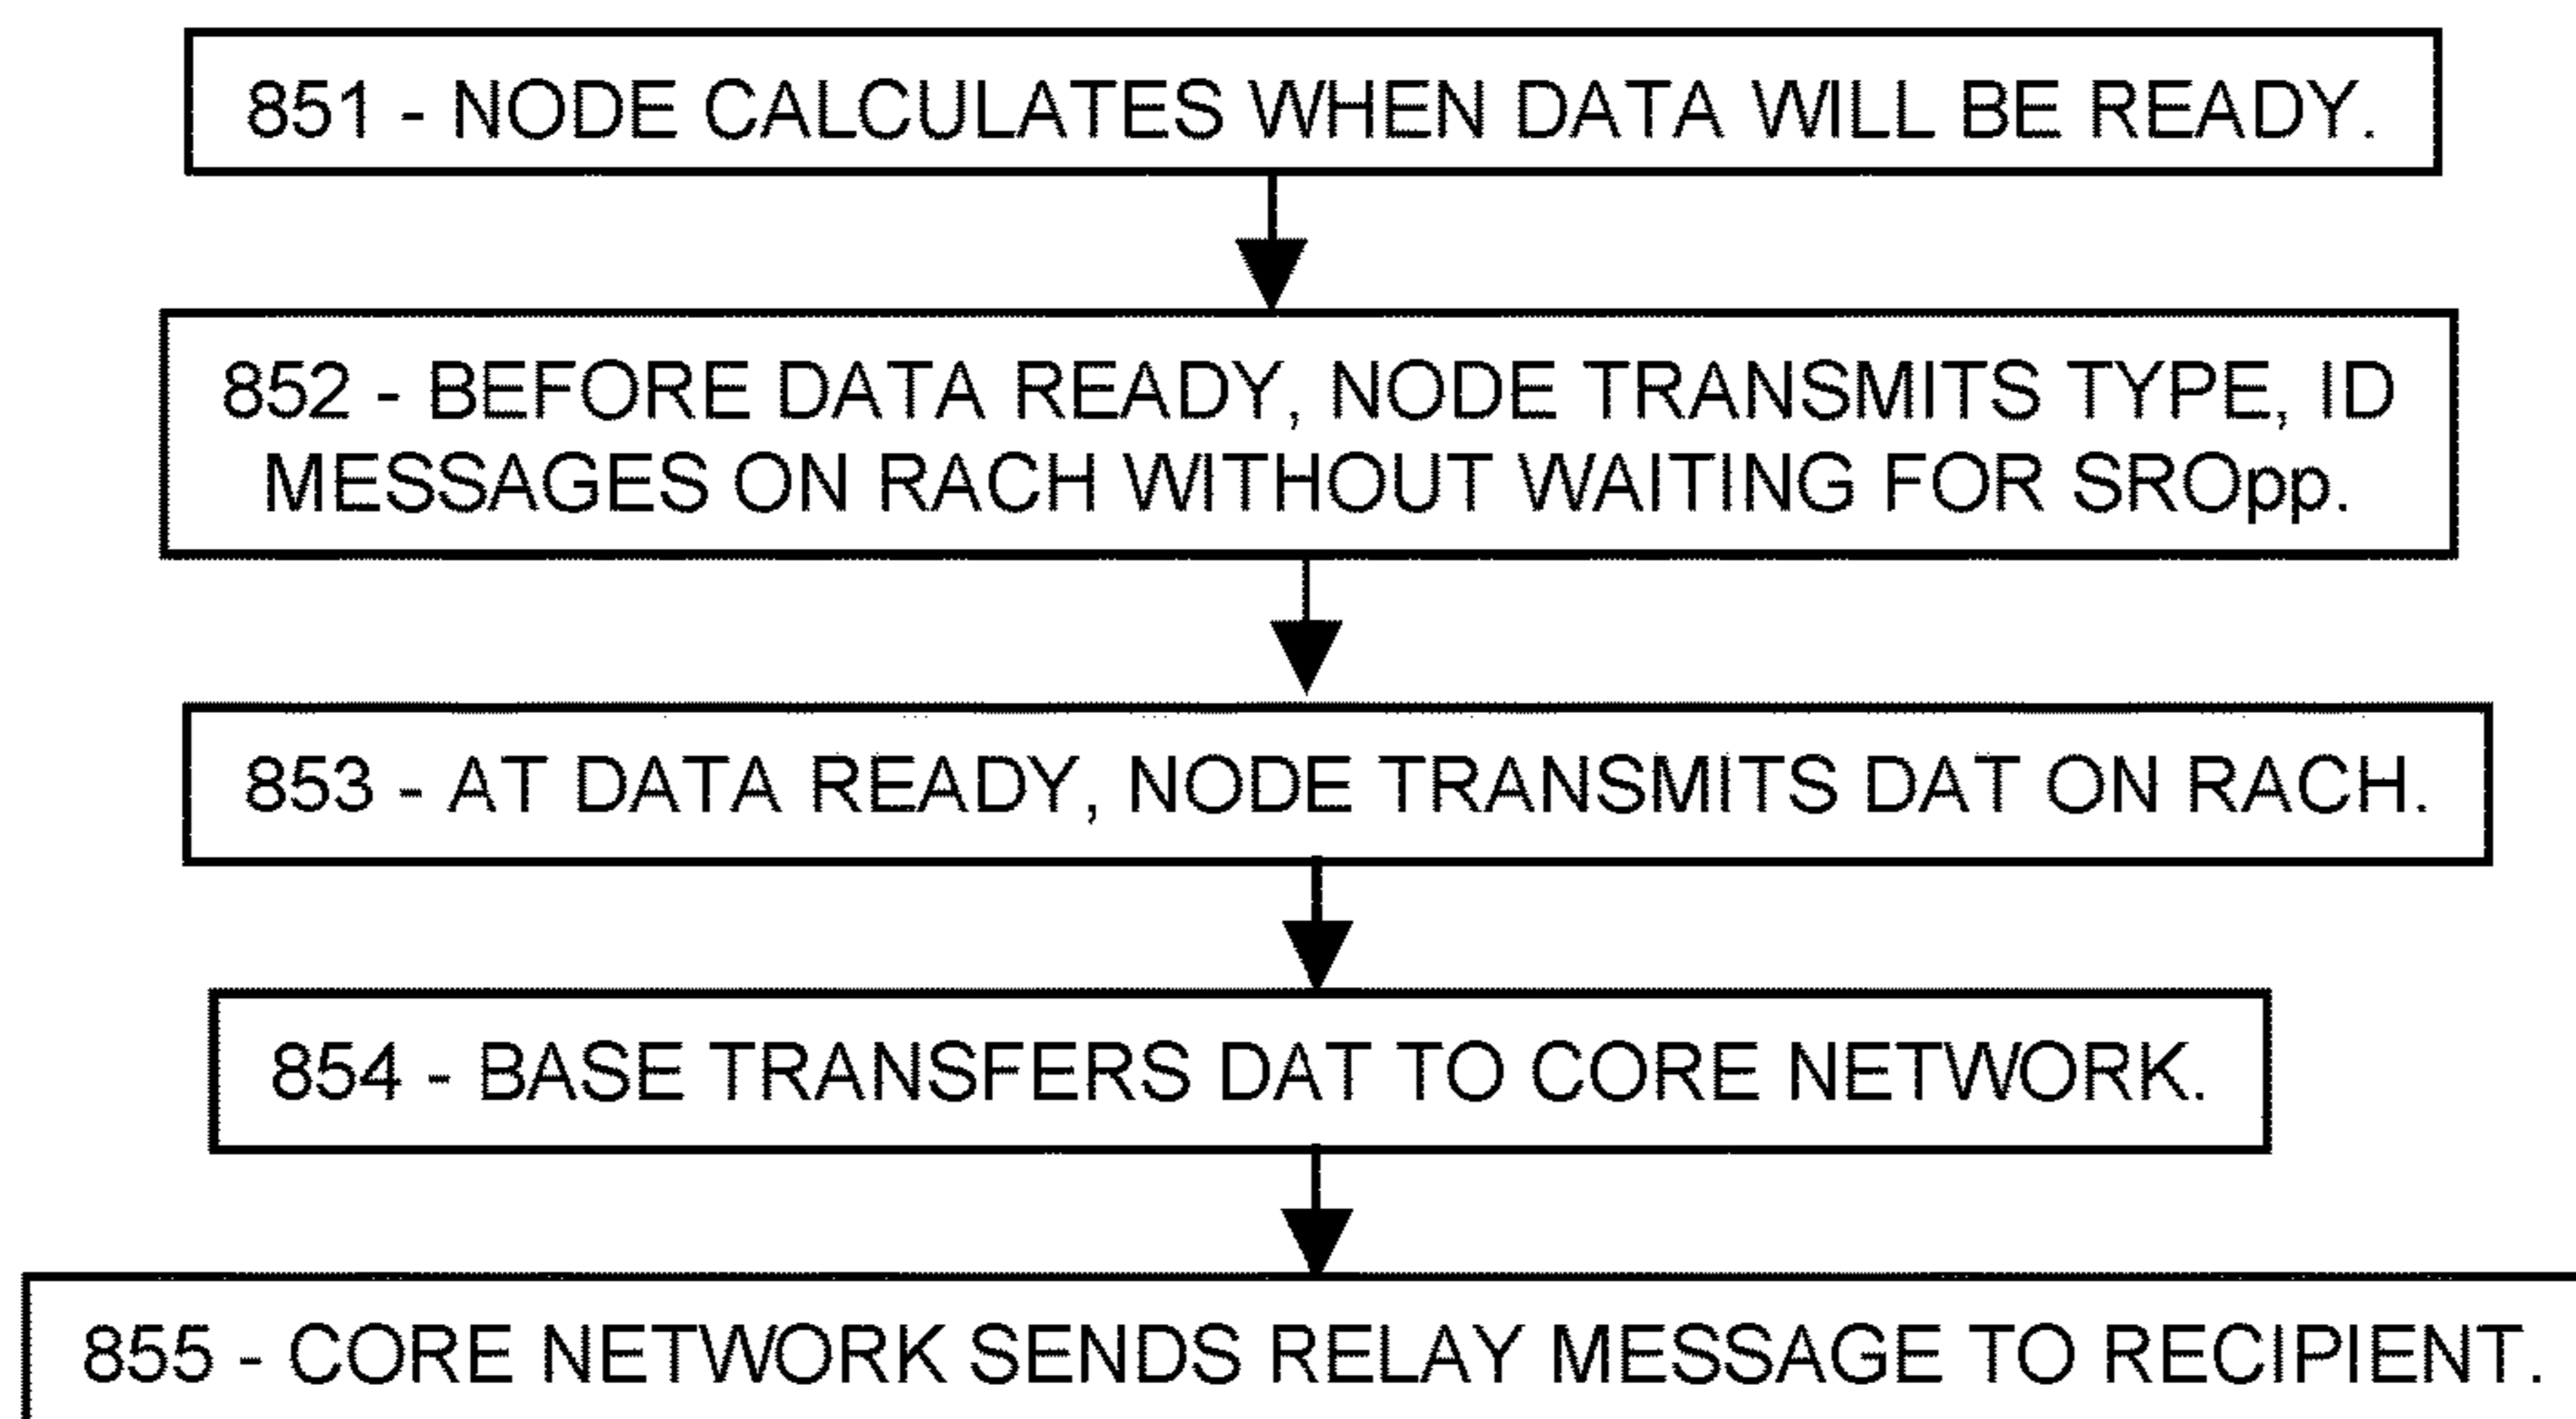 851 - NODE CALCULATES WHEN DATA WILL BE READY.
852 - BEFORE DATA READY, NODE TRANSMITS TYPE, ID
MESSAGES ON RACH WITHOUT WAITING FOR SROpp.
853 - AT DATA READY, NODE TRANSMITS DAT ON RACH.
854 - BASE TRANSFERS DAT TO CORE NETWORK.
855 - CORE NETWORK SENDS RELAY MESSAGE TO RECIPIENT.